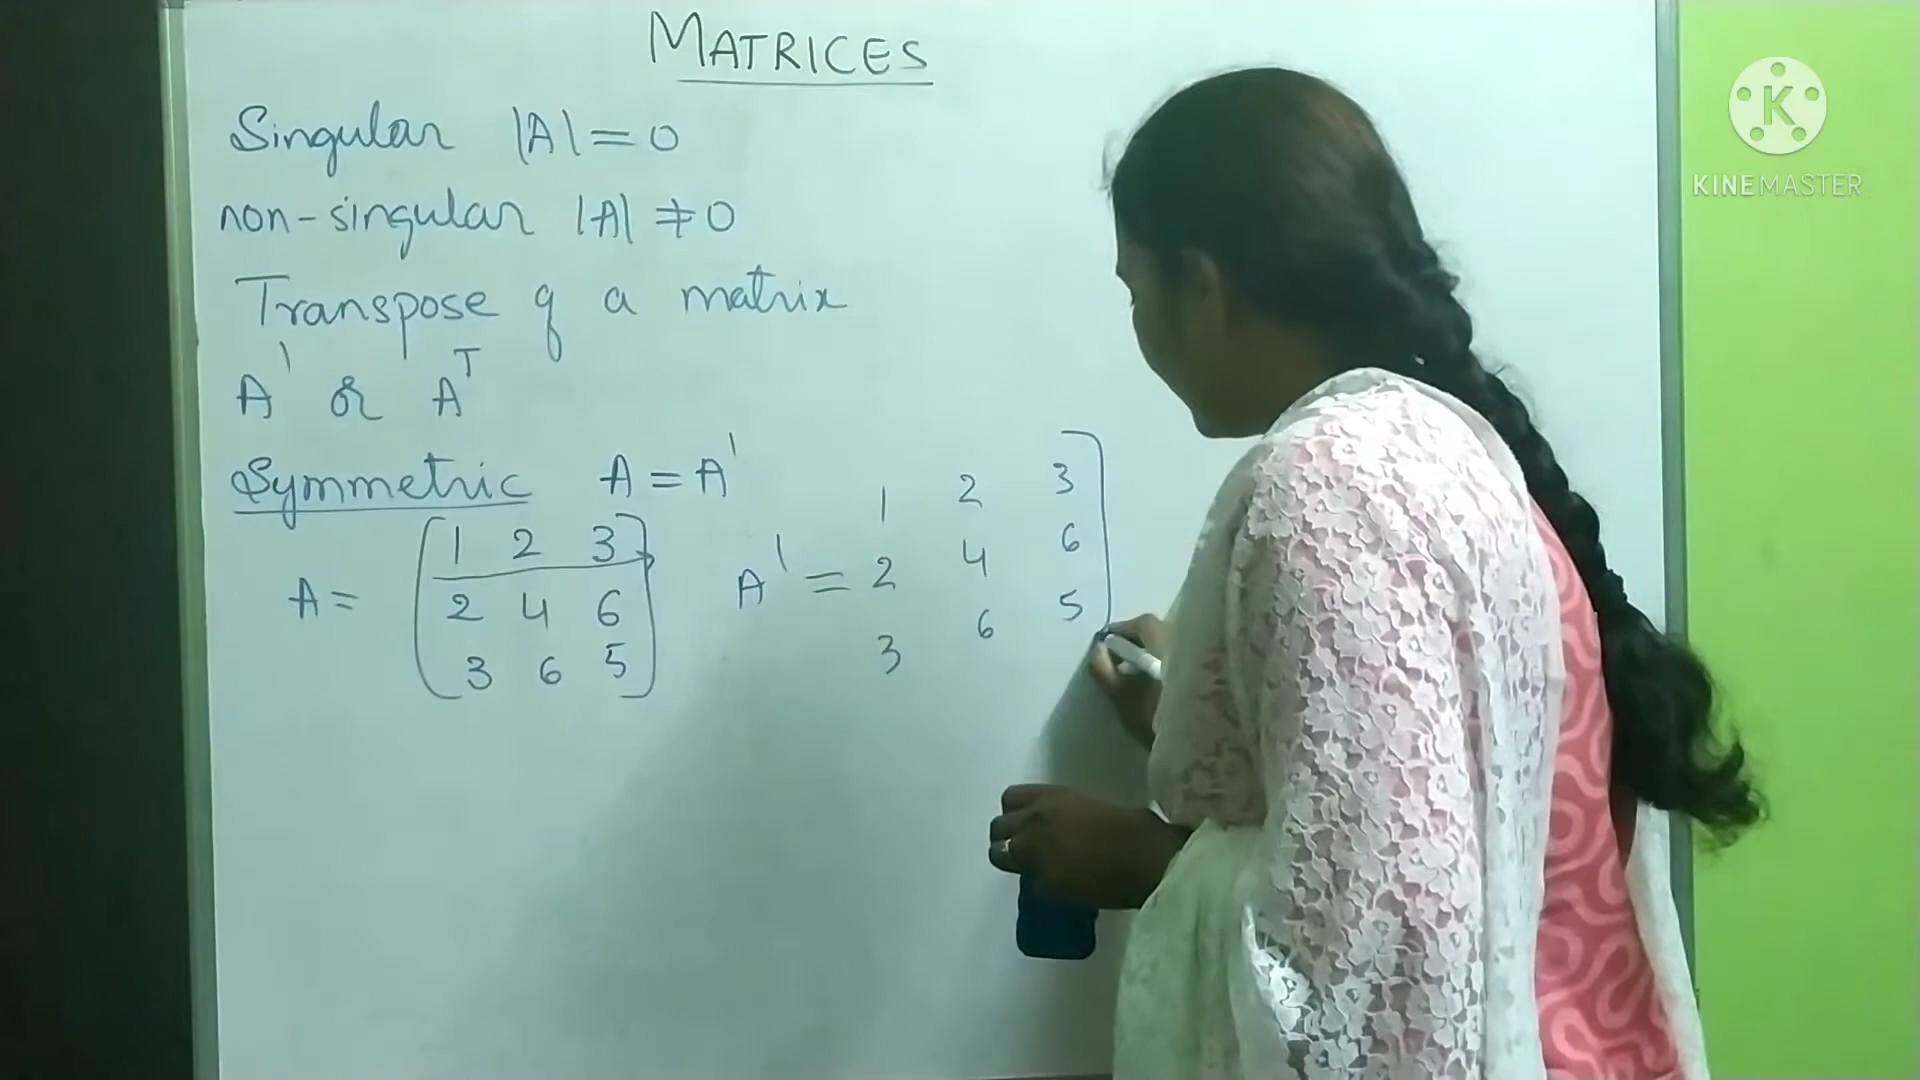 MATRICES
Singular |A| = 0
non-singular |A| ≠ 0
Transpose of a matrix
A' or Aᵀ
Symmetric A = A'
A = [1 2 3
2 4 6
3 6 5]
A' = 1 2 3
2 4 6
3 6 5]
K
KINEMASTER